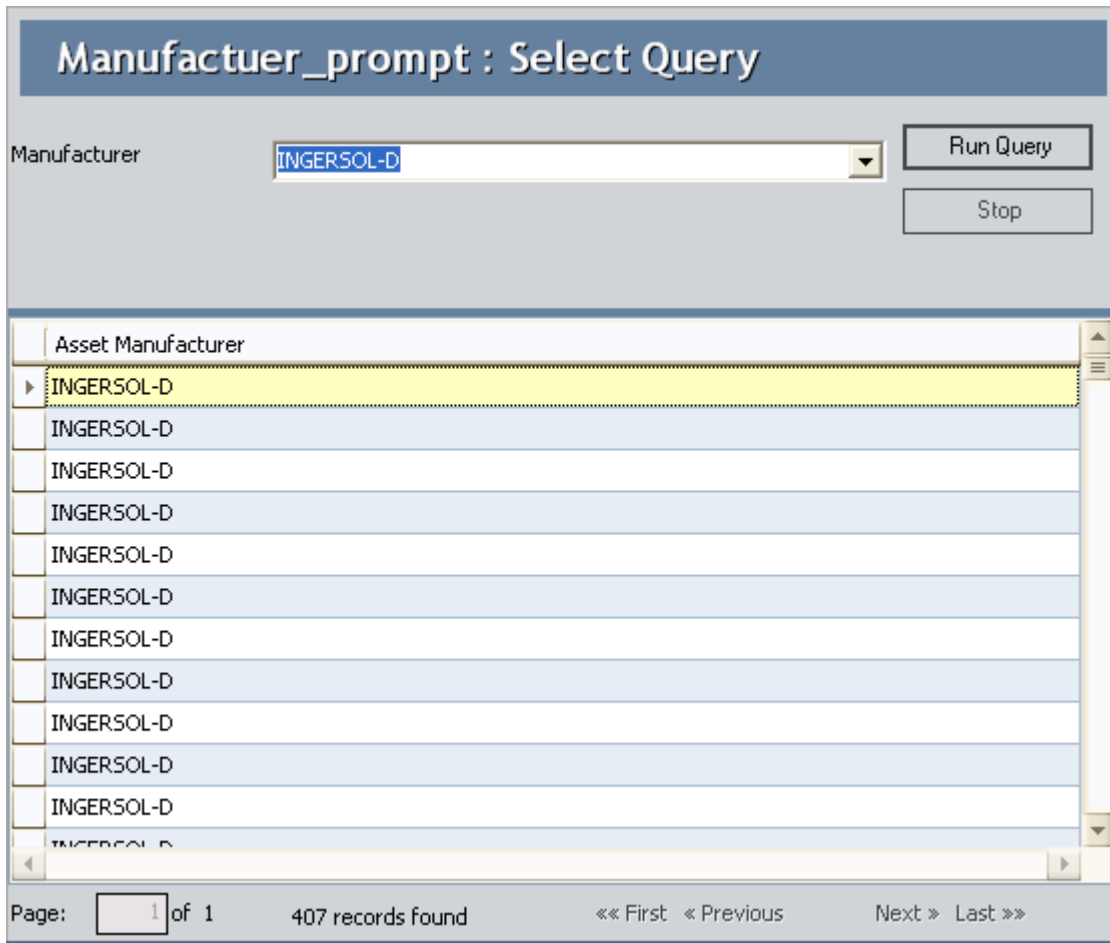 Manufactuer_prompt : Select Query
Manufacturer
INGERSOL-D
Run Query
Stop
Asset Manufacturer
INGERSOL-D
INGERSOL-D
INGERSOL-D
INGERSOL-D
INGERSOL-D
INGERSOL-D
INGERSOL-D
INGERSOL-D
INGERSOL-D
INGERSOL-D
INGERSOL-D
INGERSOL-D
Page: 1 of 1 407 records found «« First « Previous Next » Last »»